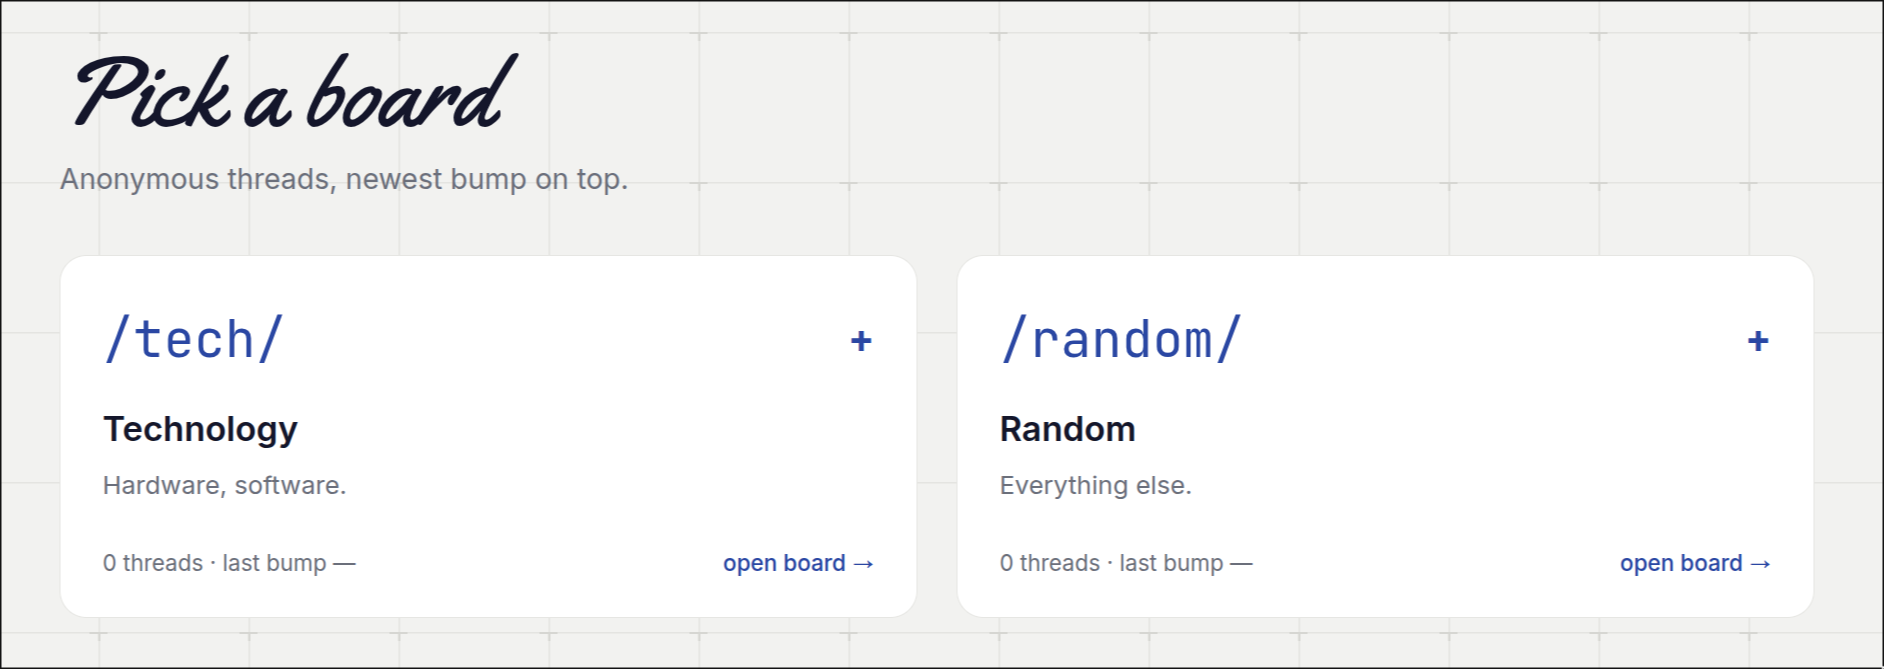 Pick a board
Anonymous threads, newest bump on top.
/tech/ +
Technology
Hardware, software.
0 threads · last bump — open board →
/random/ +
Random
Everything else.
0 threads · last bump — open board →